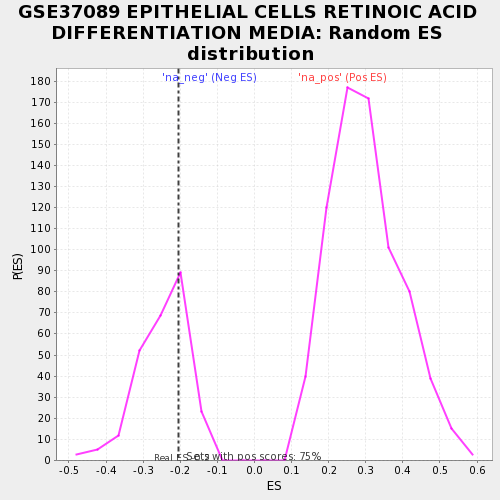 GSE37089 EPITHELIAL CELLS RETINOIC ACID
DIFFERENTIATION MEDIA: Random ES
distribution
'na_neg' (Neg ES) 'na_pos' (Pos ES)
180
170
160
150
140
130
120
110
100
90
80
70
60
50
40
30
20
10
0
P(ES)
Sets with pos scores: 75%
Real ES
-0.5 -0.4 -0.3 -0.2 -0.1 0.0 0.1 0.2 0.3 0.4 0.5 0.6
ES